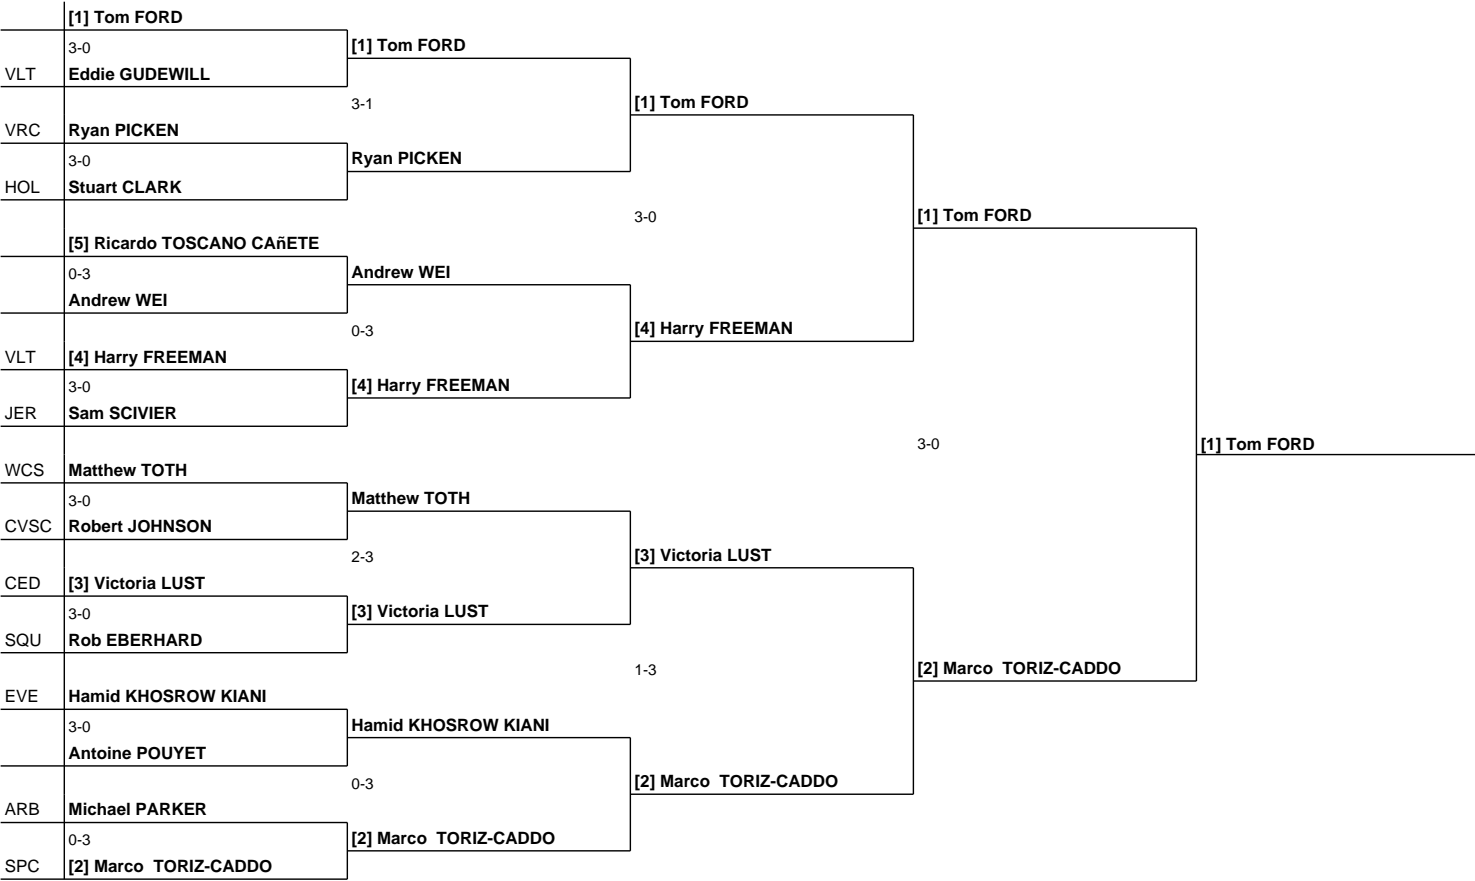 [1] Tom FORD
3-0
[1] Tom FORD
VLT Eddie GUDEWILL
3-1
[1] Tom FORD
VRC Ryan PICKEN
3-0
Ryan PICKEN
HOL Stuart CLARK
3-0
[1] Tom FORD
[5] Ricardo TOSCANO CAñETE
0-3
Andrew WEI
Andrew WEI
0-3
[4] Harry FREEMAN
VLT [4] Harry FREEMAN
3-0
[4] Harry FREEMAN
JER Sam SCIVIER
3-0
[1] Tom FORD
WCS Matthew TOTH
3-0
Matthew TOTH
CVSC Robert JOHNSON
2-3
[3] Victoria LUST
CED [3] Victoria LUST
3-0
[3] Victoria LUST
SQU Rob EBERHARD
1-3
[2] Marco  TORIZ-CADDO
EVE Hamid KHOSROW KIANI
3-0
Hamid KHOSROW KIANI
Antoine POUYET
0-3
[2] Marco  TORIZ-CADDO
ARB Michael PARKER
0-3
[2] Marco  TORIZ-CADDO
SPC [2] Marco  TORIZ-CADDO